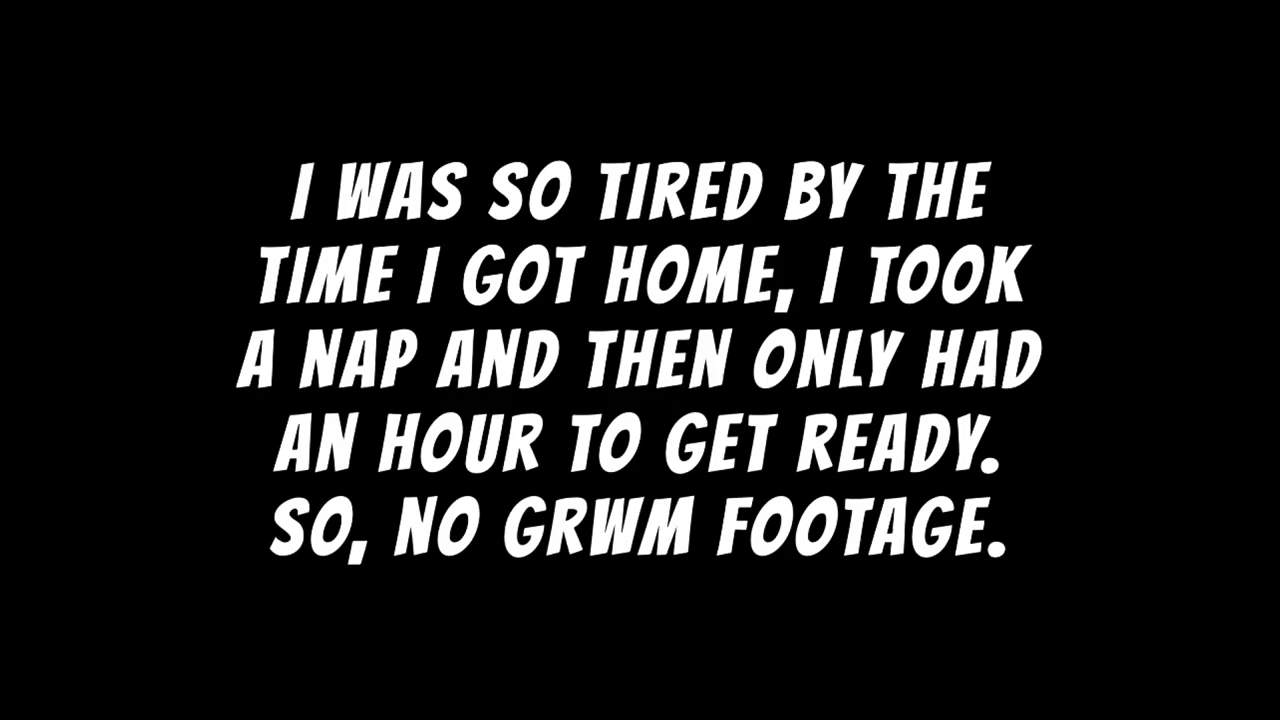 I WAS SO TIRED BY THE
TIME I GOT HOME, I TOOK
A NAP AND THEN ONLY HAD
AN HOUR TO GET READY.
SO, NO GRWM FOOTAGE.